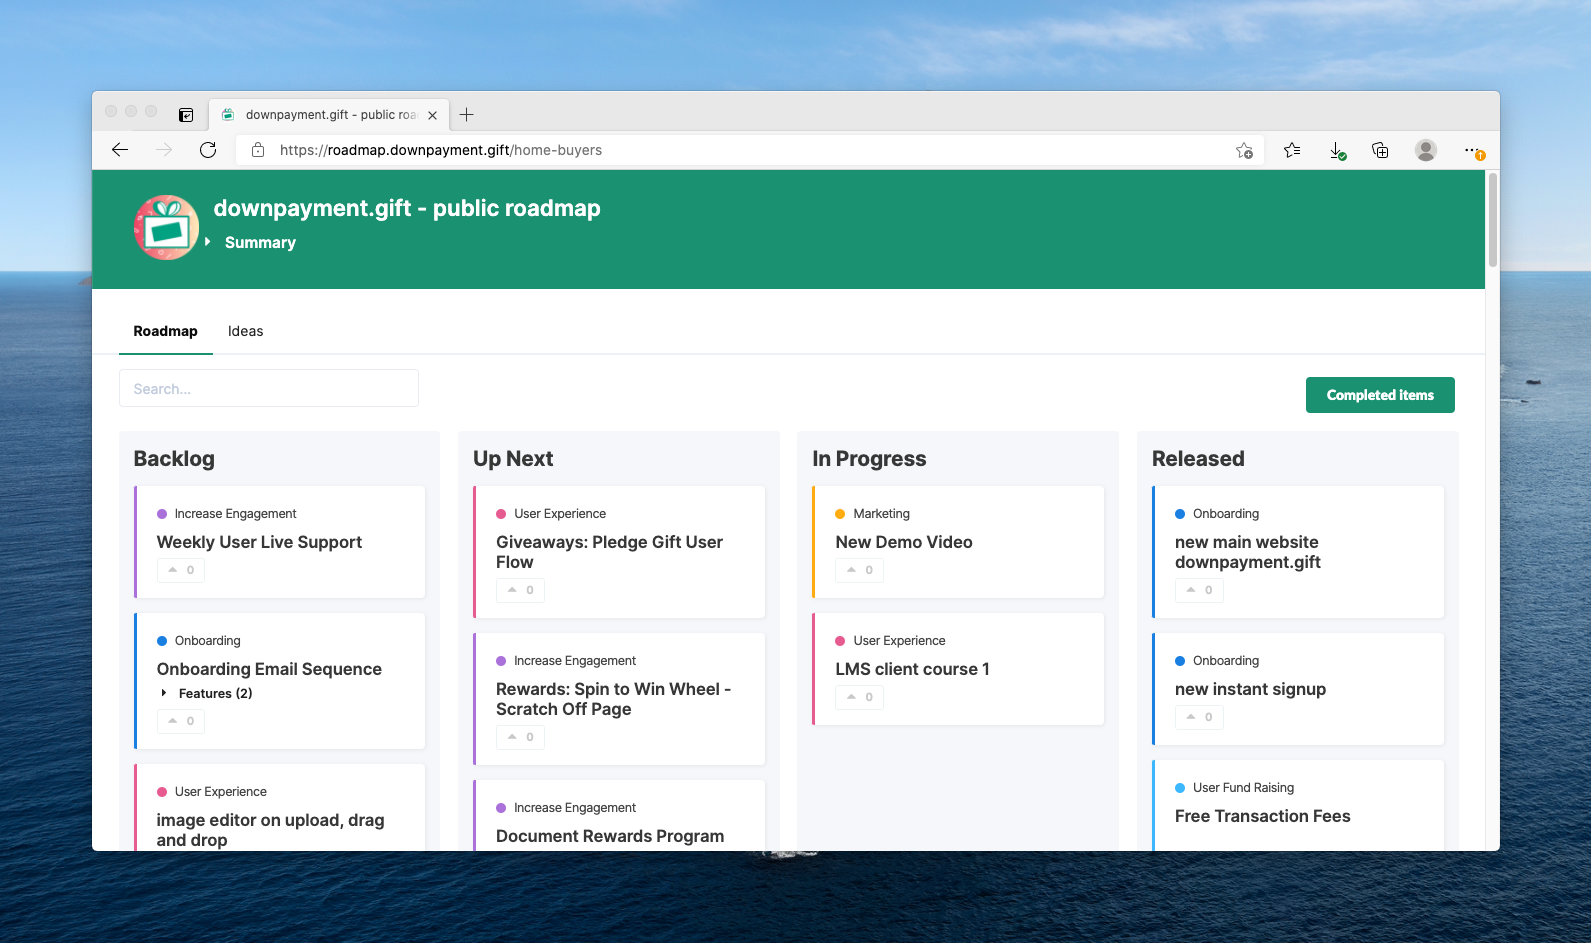 downpayment.gift - public roa
https://roadmap.downpayment.gift/home-buyers
downpayment.gift - public roadmap
Summary
Roadmap
Ideas
Search...
Completed items
Backlog
Increase Engagement
Weekly User Live Support
0
Onboarding
Onboarding Email Sequence
Features (2)
0
User Experience
image editor on upload, drag
and drop
Up Next
User Experience
Giveaways: Pledge Gift User
Flow
0
Increase Engagement
Rewards: Spin to Win Wheel -
Scratch Off Page
0
Increase Engagement
Document Rewards Program
In Progress
Marketing
New Demo Video
0
User Experience
LMS client course 1
0
Released
Onboarding
new main website
downpayment.gift
0
Onboarding
new instant signup
0
User Fund Raising
Free Transaction Fees